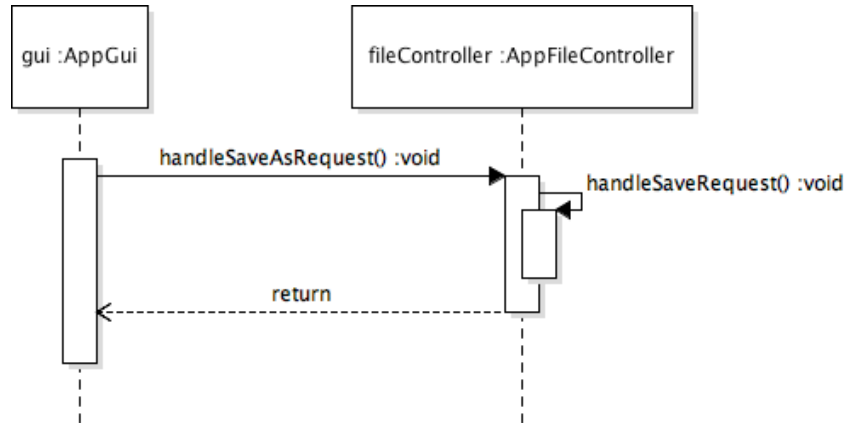 gui :AppGui
fileController :AppFileController
handleSaveAsRequest() :void
handleSaveRequest() :void
return